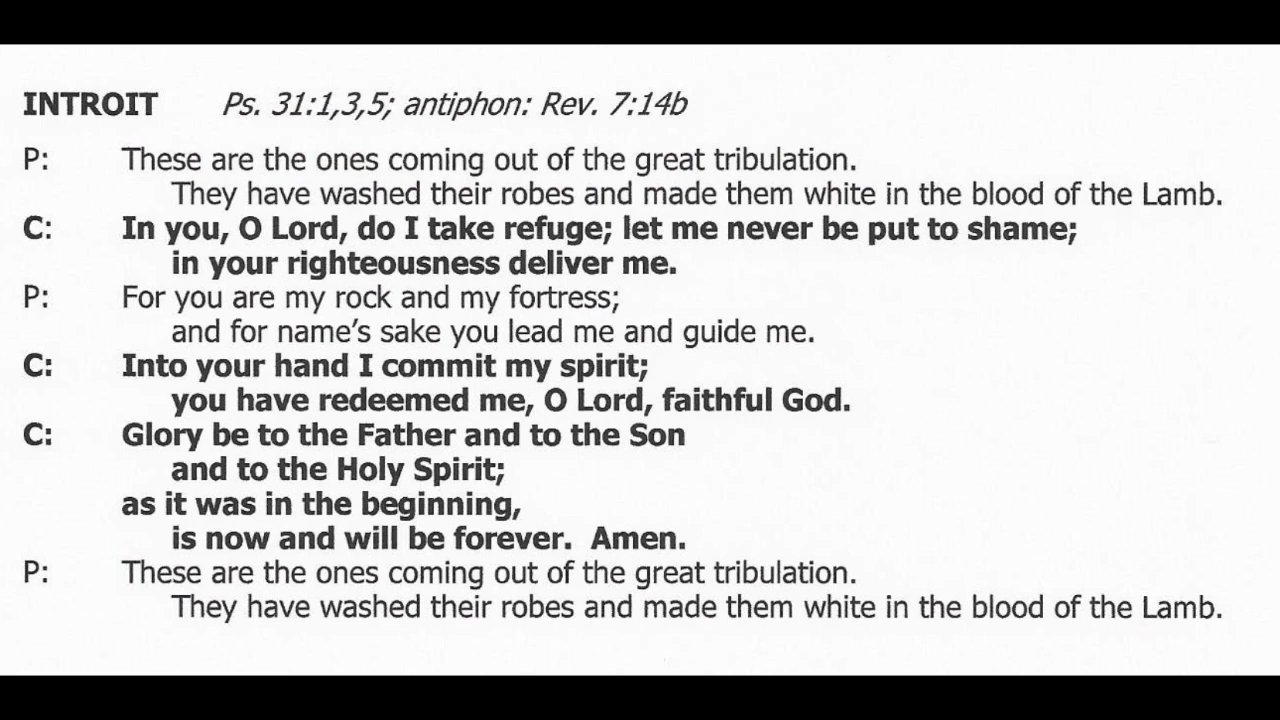 INTROIT Ps. 31:1,3,5; antiphon: Rev. 7:14b
P: These are the ones coming out of the great tribulation.
They have washed their robes and made them white in the blood of the Lamb.
C: In you, O Lord, do I take refuge; let me never be put to shame;
in your righteousness deliver me.
P: For you are my rock and my fortress;
and for name's sake you lead me and guide me.
C: Into your hand I commit my spirit;
you have redeemed me, O Lord, faithful God.
C: Glory be to the Father and to the Son
and to the Holy Spirit;
as it was in the beginning,
is now and will be forever. Amen.
P: These are the ones coming out of the great tribulation.
They have washed their robes and made them white in the blood of the Lamb.